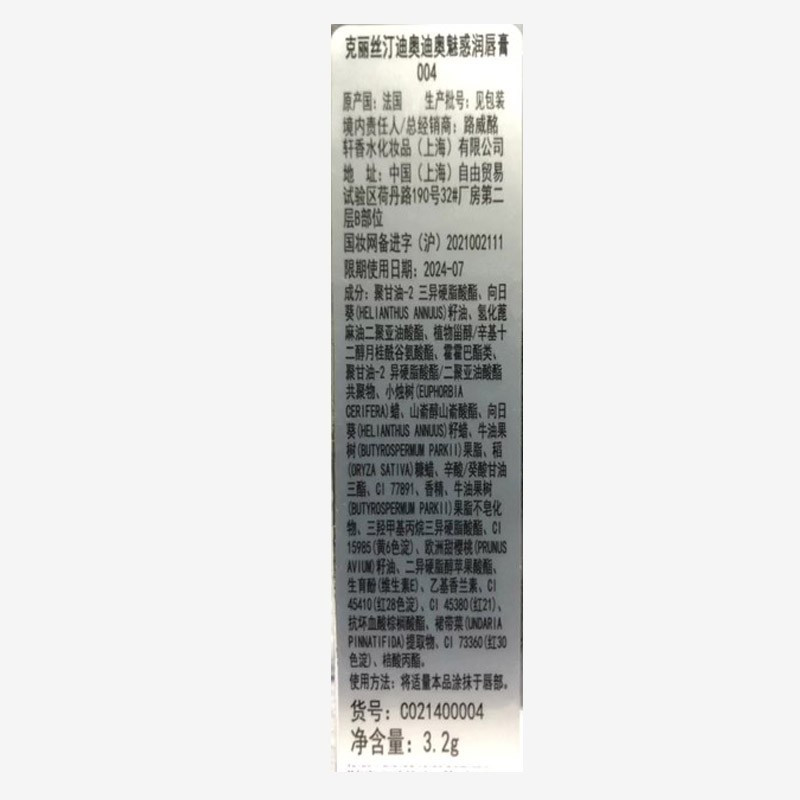 克丽丝汀迪奥迪奥魅惑润唇膏
004
原产国：法国 生产批号：见包装
境内责任人/总经销商：路威酩
轩香水化妆品（上海）有限公司
地 址：中国（上海）自由贸易
试验区荷丹路190号32#厂房第二
层B部位
国妆网备进字（沪）2021002111
限期使用日期：2024-07
成分：聚甘油-2 三异硬脂酸酯、向日
葵(HELIANTHUS ANNUUS)籽油、氢化蓖
麻油二聚亚油酸酯、植物甾醇/辛基十
二醇月桂酰谷氨酸酯、霍霍巴酯类、
聚甘油-2 异硬脂酸酯/二聚亚油酸酯
共聚物、小烛树(EUPHORBIA
CERIFERA)蜡、山嵛醇山嵛酸酯、向日
葵(HELIANTHUS ANNUUS)籽蜡、牛油果
树(BUTYROSPERMUM PARKII)果脂、稻
(ORYZA SATIVA)糠蜡、辛酸/癸酸甘油
三酯、CI 77891、香精、牛油果树
(BUTYROSPERMUM PARKII)果脂不皂化
物、三羟甲基丙烷三异硬脂酸酯、CI
15985(黄6色淀)、欧洲甜樱桃(PRUNUS
AVIUM)籽油、二异硬脂醇苹果酸酯、
生育酚(维生素E)、乙基香兰素、CI
45410(红28色淀)、CI 45380(红21)、
抗坏血酸棕榈酸酯、裙带菜(UNDARIA
PINNATIFIDA)提取物、CI 73360(红30
色淀)、桔酸丙酯。
使用方法：将适量本品涂抹于唇部。
货号：C021400004
净含量：3.2g